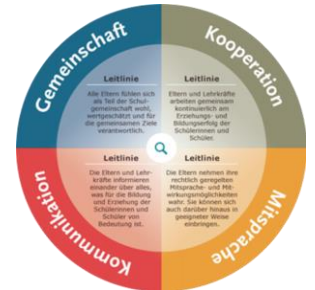 Gemeinschaft
Leitlinie
Alle Eltern fühlen sich
als Teil der Schul-
gemeinschaft wohl,
wertgeschätzt und für
die gemeinsamen Ziele
verantwortlich.
Kooperation
Leitlinie
Eltern und Lehrkräfte
arbeiten gemeinsam
kontinuierlich am
Erziehungs- und
Bildungserfolg der
Schülerinnen und
Schüler.
Kommunikation
Leitlinie
Die Eltern und Lehr-
kräfte informieren
einander über alles,
was für die Bildung
und Erziehung der
Schülerinnen und
Schüler von
Bedeutung ist.
Mitsprache
Leitlinie
Die Eltern nehmen ihre
rechtlich geregelten
Mitsprache- und Mit-
wirkungsmöglichkeiten
wahr. Sie können sich
auch darüber hinaus in
geeigneter Weise
einbringen.